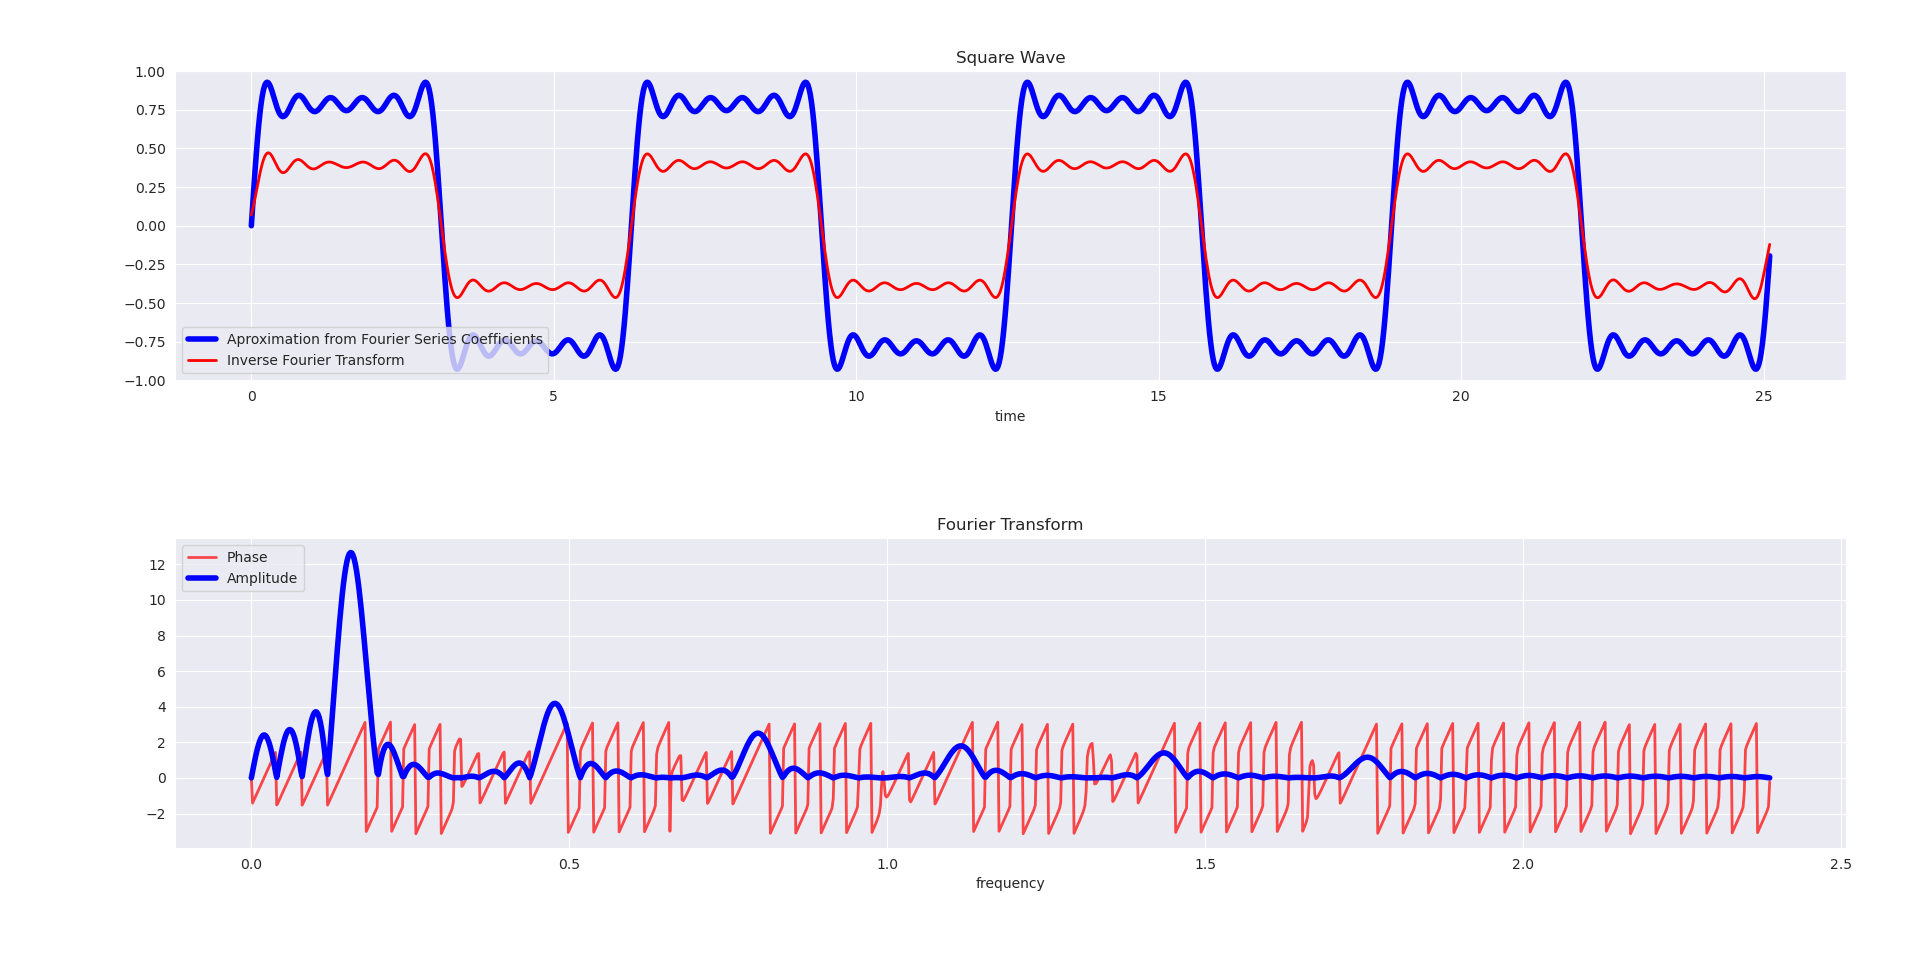 Square Wave
1.00
0.75
0.50
0.25
0.00
−0.25
−0.50
−0.75
−1.00
Aproximation from Fourier Series Coefficients
Inverse Fourier Transform
0 5 10 15 20 25
time
Fourier Transform
Phase
Amplitude
12
10
8
6
4
2
0
−2
0.0 0.5 1.0 1.5 2.0 2.5
frequency